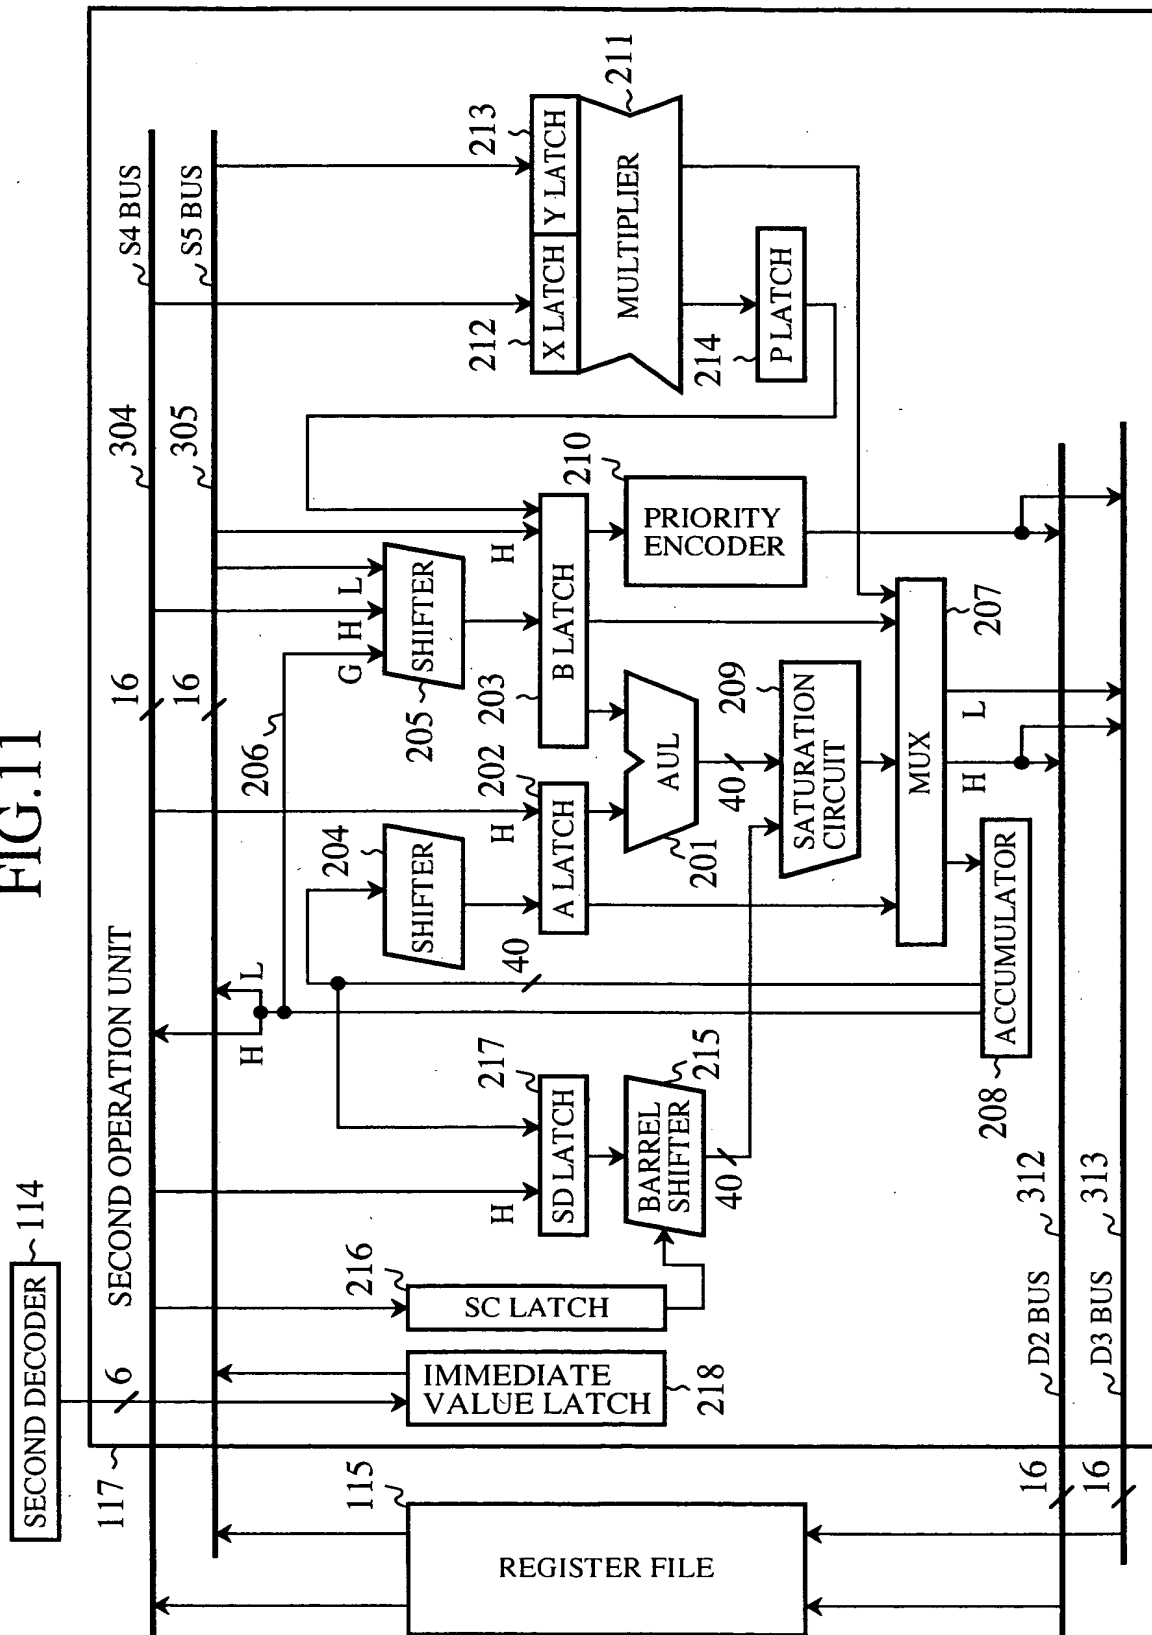 FIG.11
SECOND DECODER
114
117
SECOND OPERATION UNIT
6
16
16
304
305
S4 BUS
S5 BUS
H
L
206
IMMEDIATE
VALUE LATCH
218
216
SC LATCH
H
217
SD LATCH
BARREL
SHIFTER
215
40
204
SHIFTER
40
H
202
A LATCH
G
H
L
SHIFTER
205
203
B LATCH
H
AUL
201
40
209
SATURATION
CIRCUIT
210
PRIORITY
ENCODER
212
213
X LATCH
Y LATCH
MULTIPLIER
211
214
P LATCH
MUX
207
H
L
ACCUMULATOR
208
115
REGISTER FILE
16
16
D2 BUS
312
D3 BUS
313